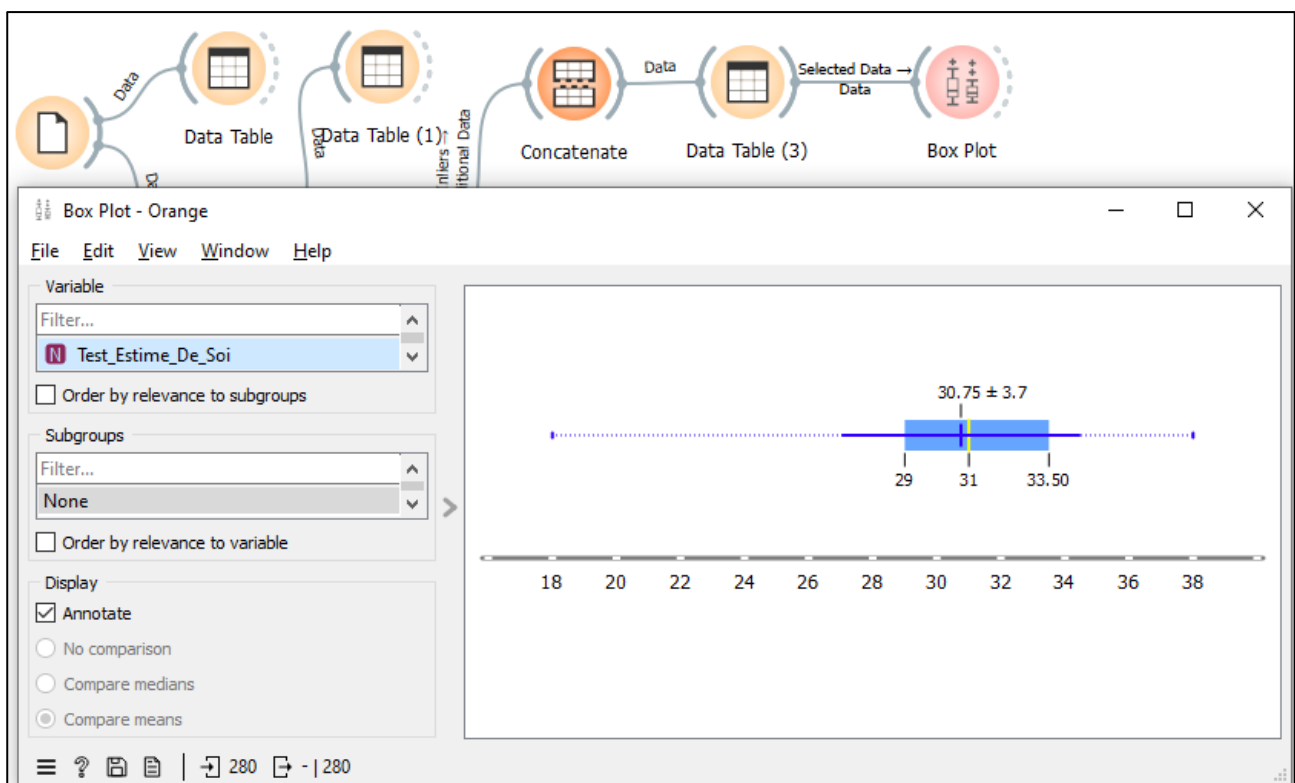 Data
Data Table
Data
Data Table (1)
Data
Concatenate
Data Table (3)
Selected Data →
Data
Box Plot
Box Plot - Orange
File Edit View Window Help
Variable
Filter...
N Test_Estime_De_Soi
Order by relevance to subgroups
Subgroups
Filter...
None
Order by relevance to variable
Display
Annotate
No comparison
Compare medians
Compare means
280 - | 280
30.75 ± 3.7
29 31 33.50
18 20 22 24 26 28 30 32 34 36 38